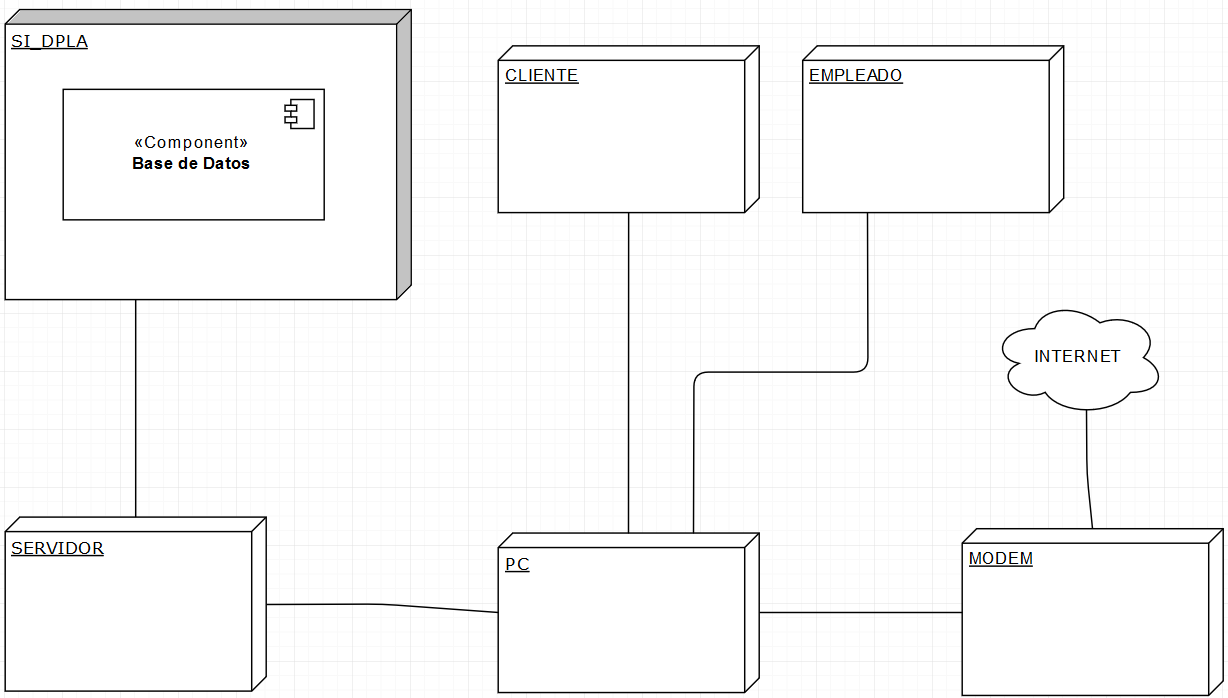 SI_DPLA
«Component»
Base de Datos
CLIENTE
EMPLEADO
INTERNET
SERVIDOR
PC
MODEM